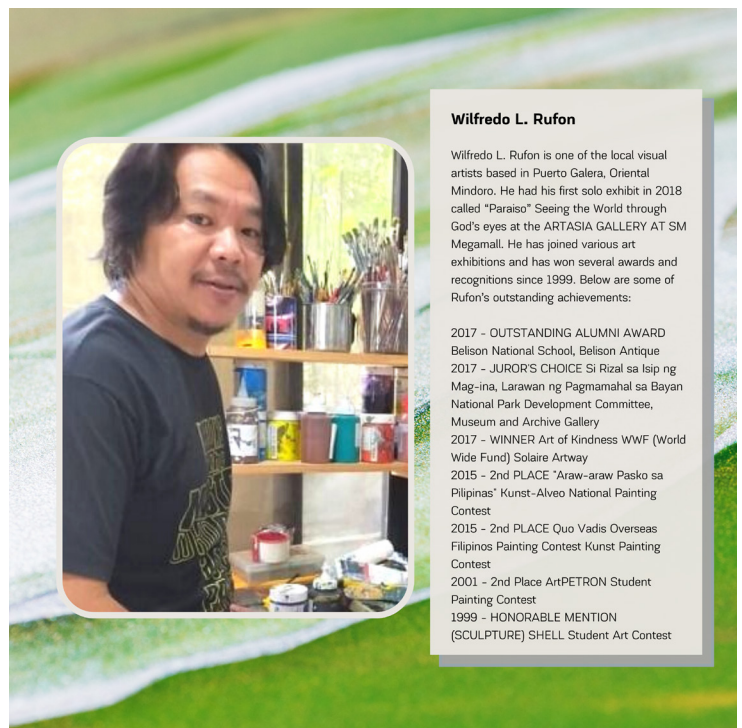 Wilfredo L. Rufon
Wilfredo L. Rufon is one of the local visual
artists based in Puerto Galera, Oriental
Mindoro. He had his first solo exhibit in 2018
called “Paraiso” Seeing the World through
God's eyes at the ARTASIA GALLERY AT SM
Megamall. He has joined various art
exhibitions and has won several awards and
recognitions since 1999. Below are some of
Rufon's outstanding achievements:
2017 - OUTSTANDING ALUMNI AWARD
Belison National School, Belison Antique
2017 - JUROR'S CHOICE Si Rizal sa Isip ng
Mag-ina, Larawan ng Pagmamahal sa Bayan
National Park Development Committee,
Museum and Archive Gallery
2017 - WINNER Art of Kindness WWF (World
Wide Fund) Solaire Artway
2015 - 2nd PLACE "Araw-araw Pasko sa
Pilipinas" Kunst-Alveo National Painting
Contest
2015 - 2nd PLACE Quo Vadis Overseas
Filipinos Painting Contest Kunst Painting
Contest
2001 - 2nd Place ArtPETRON Student
Painting Contest
1999 - HONORABLE MENTION
(SCULPTURE) SHELL Student Art Contest